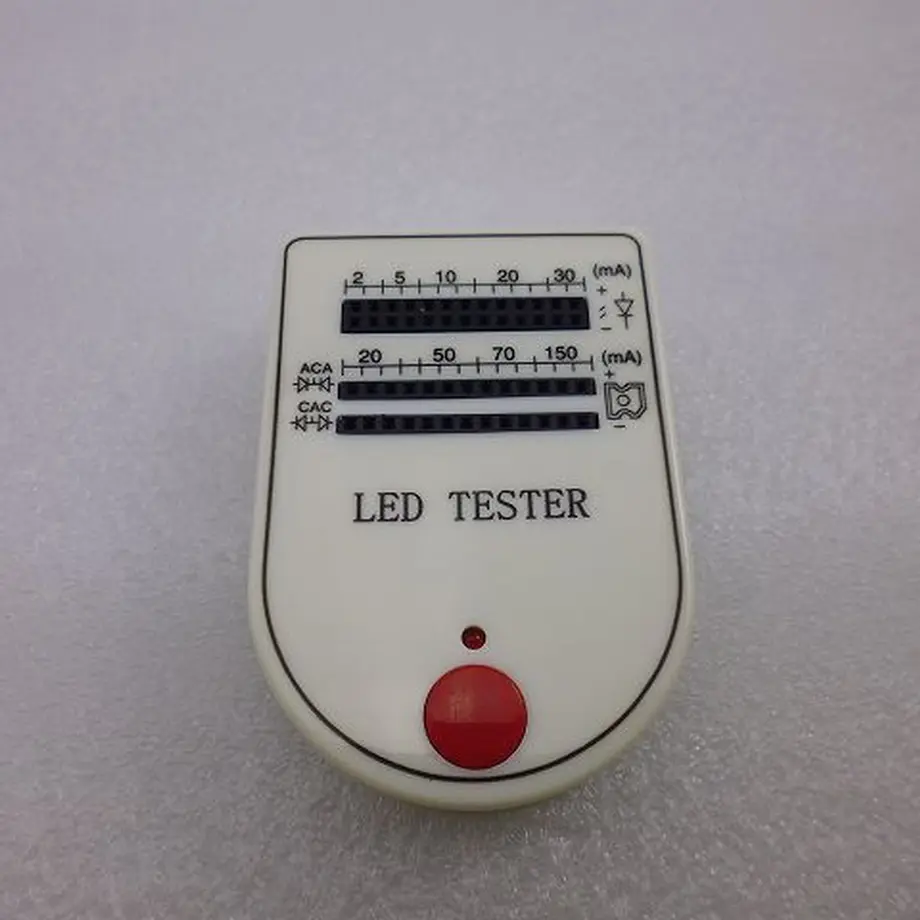 2 5 10 20 30 (mA)
+
−
20 50 70 150 (mA)
ACA
+
CAC
−
LED TESTER